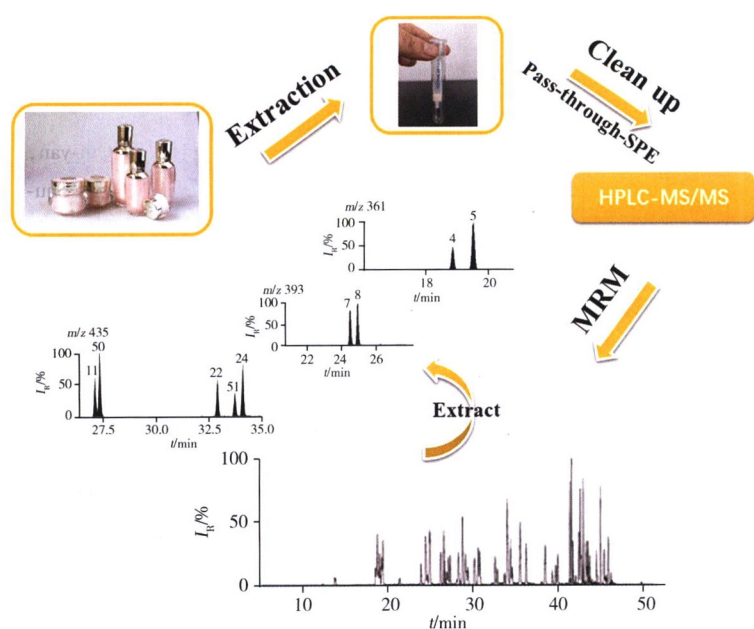 Extraction
Clean up
Pass-through-SPE
HPLC-MS/MS
MRM
m/z 361
I_R/%
100
50
0
4
5
18
20
t/min
m/z 393
I_R/%
100
50
0
7
8
22
24
26
t/min
m/z 435
I_R/%
100
50
0
11
50
22
51
24
27.5
30.0
32.5
35.0
t/min
Extract
I_R/%
100
50
0
10
20
30
40
50
t/min